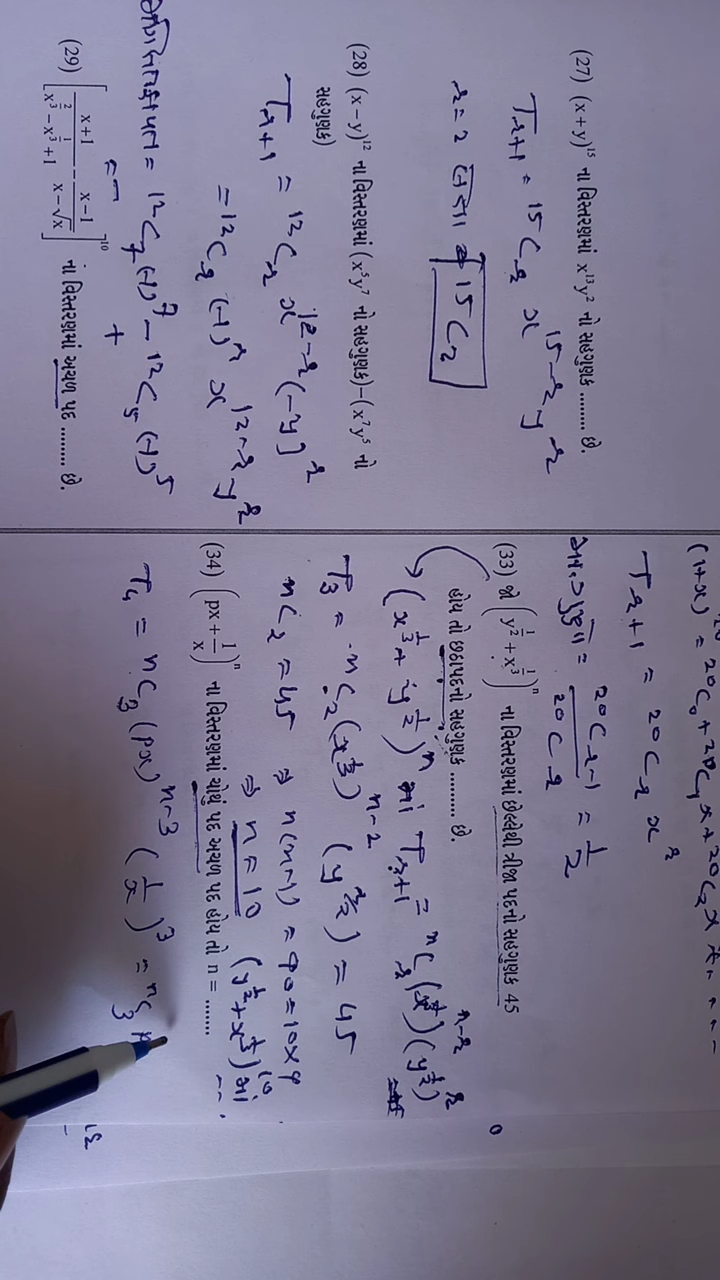 (27) (x + y)¹⁵ ના વિસ્તરણમાં x¹³y² નો સહગુણક ........ છે.
Tr+1 = 15Cr x^15-r y^r
r = 2 લેતાં
15C2
(28) (x – y)¹² ના વિસ્તરણમાં (x⁵y⁷ નો સહગુણક) – (x⁷y⁵ નો
સહગુણક)
Tr+1 = 12Cr x^12-r (-y)^r
= 12Cr (-1)^r x^12-r y^r
= 12C7 (-1)^7 - 12C5 (-1)^5
= -
+
(29) [ (x+1)/(x^(2/3) – x^(1/3) + 1) – (x–1)/(x–√x) ]¹⁰ નાં વિસ્તરણમાં અચળ પદ ........ છે.
(1+x)^20 = 20C0 + 20C1 x + 20C2 x
Tr+1 = 20Cr x^r
20Cr-1 / 20Cr = 1/2
(33) જો (y^(1/2) + x^(1/3))^n ના વિસ્તરણમાં છેલ્લેથી ત્રીજા પદનો સહગુણક 45
હોય તો છઠ્ઠા પદનો સહગુણક .......... છે.
(x^(1/3) + y^(1/2))^n માં Tr+1 = nCr (x^(1/3))^n-r (y^(1/2))^r
T3 = nC2 (x^(1/3))^n-2 (y^(2/2)) = 45
nC2 = 45 ⇒ n(n-1) = 90 = 10×9
⇒ n = 10 (y^(1/2) + x^(1/3))^10 માં
(34) (px + 1/x)^n ના વિસ્તરણમાં ચોથું પદ અચળ પદ હોય તો n = ........
T4 = nC3 (px)^n-3 (1/x)^3 = nC3 p